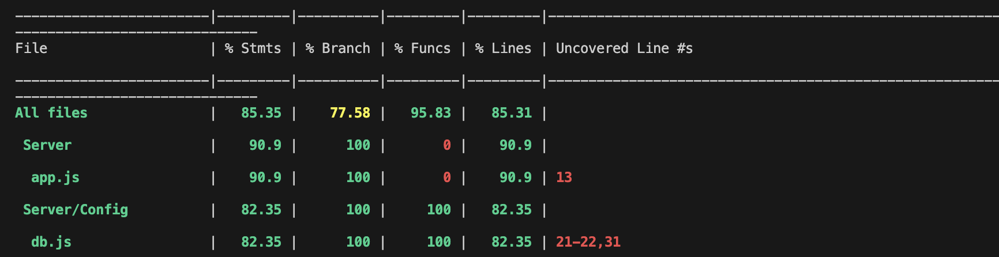 ------------------------|---------|----------|---------|---------|--------------------------------------------------------
------------------------------
File | % Stmts | % Branch | % Funcs | % Lines | Uncovered Line #s
------------------------|---------|----------|---------|---------|--------------------------------------------------------
------------------------------
All files | 85.35 | 77.58 | 95.83 | 85.31 |
Server | 90.9 | 100 | 0 | 90.9 |
app.js | 90.9 | 100 | 0 | 90.9 | 13
Server/Config | 82.35 | 100 | 100 | 82.35 |
db.js | 82.35 | 100 | 100 | 82.35 | 21-22,31